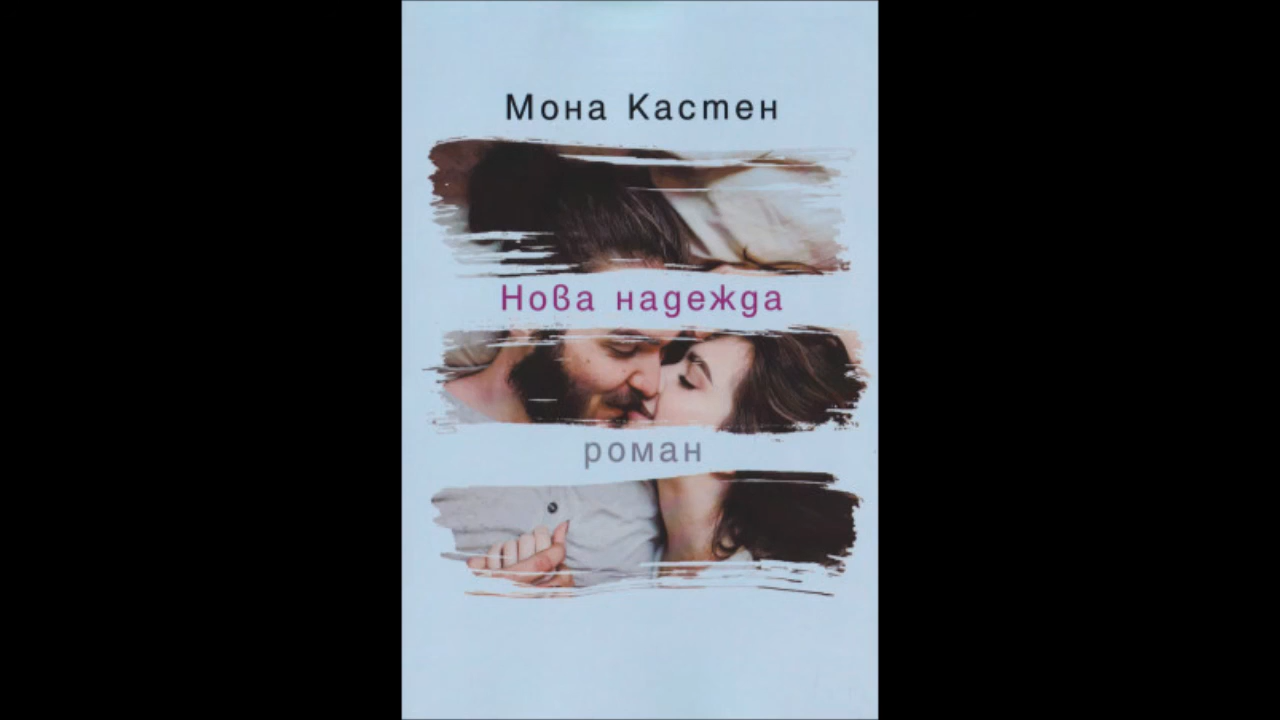 Мона Кастен
Нова надежда
роман